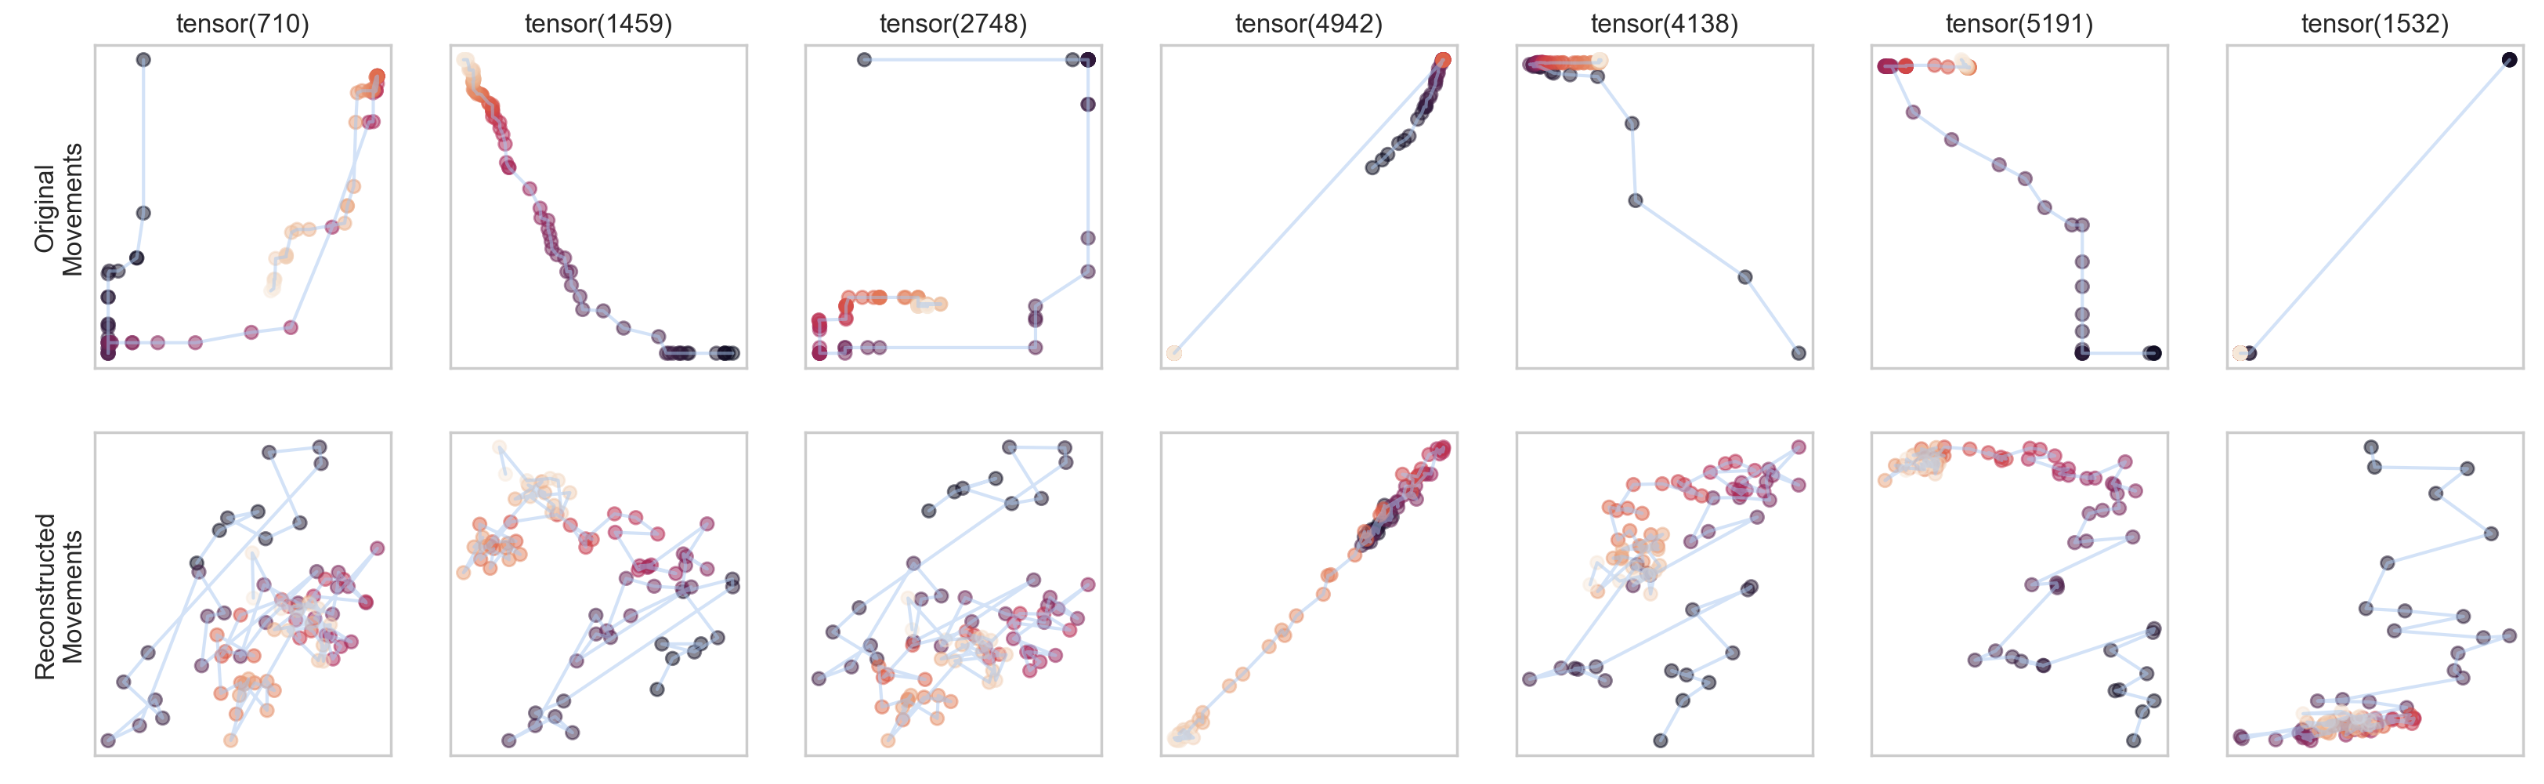 tensor(710)
tensor(1459)
tensor(2748)
tensor(4942)
tensor(4138)
tensor(5191)
tensor(1532)
Original
Movements
Reconstructed
Movements